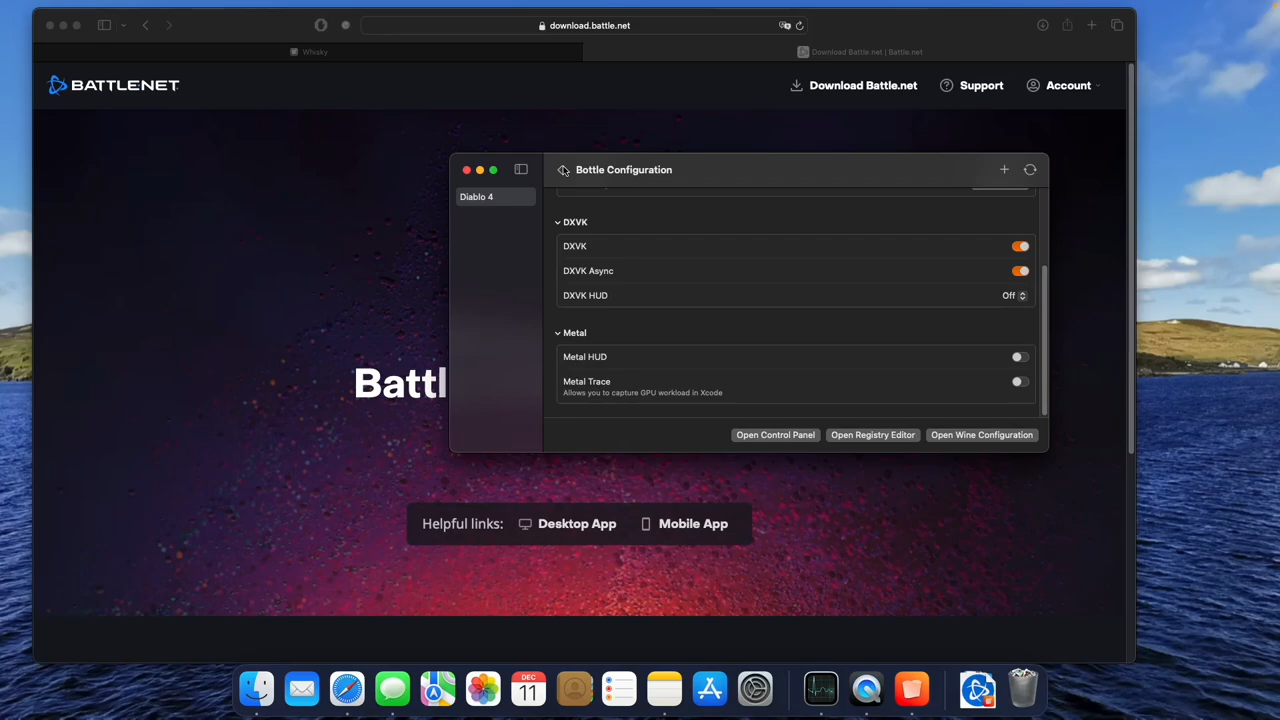 download.battle.net
Whisky
Download Battle.net | Battle.net
BATTLE.NET
Download Battle.net
Support
Account
Bottle Configuration
Diablo 4
DXVK
DXVK
DXVK Async
DXVK HUD
Off
Metal
Metal HUD
Metal Trace
Allows you to capture GPU workload in Xcode
Open Control Panel
Open Registry Editor
Open Wine Configuration
Battl
Helpful links:
Desktop App
Mobile App
DEC
11